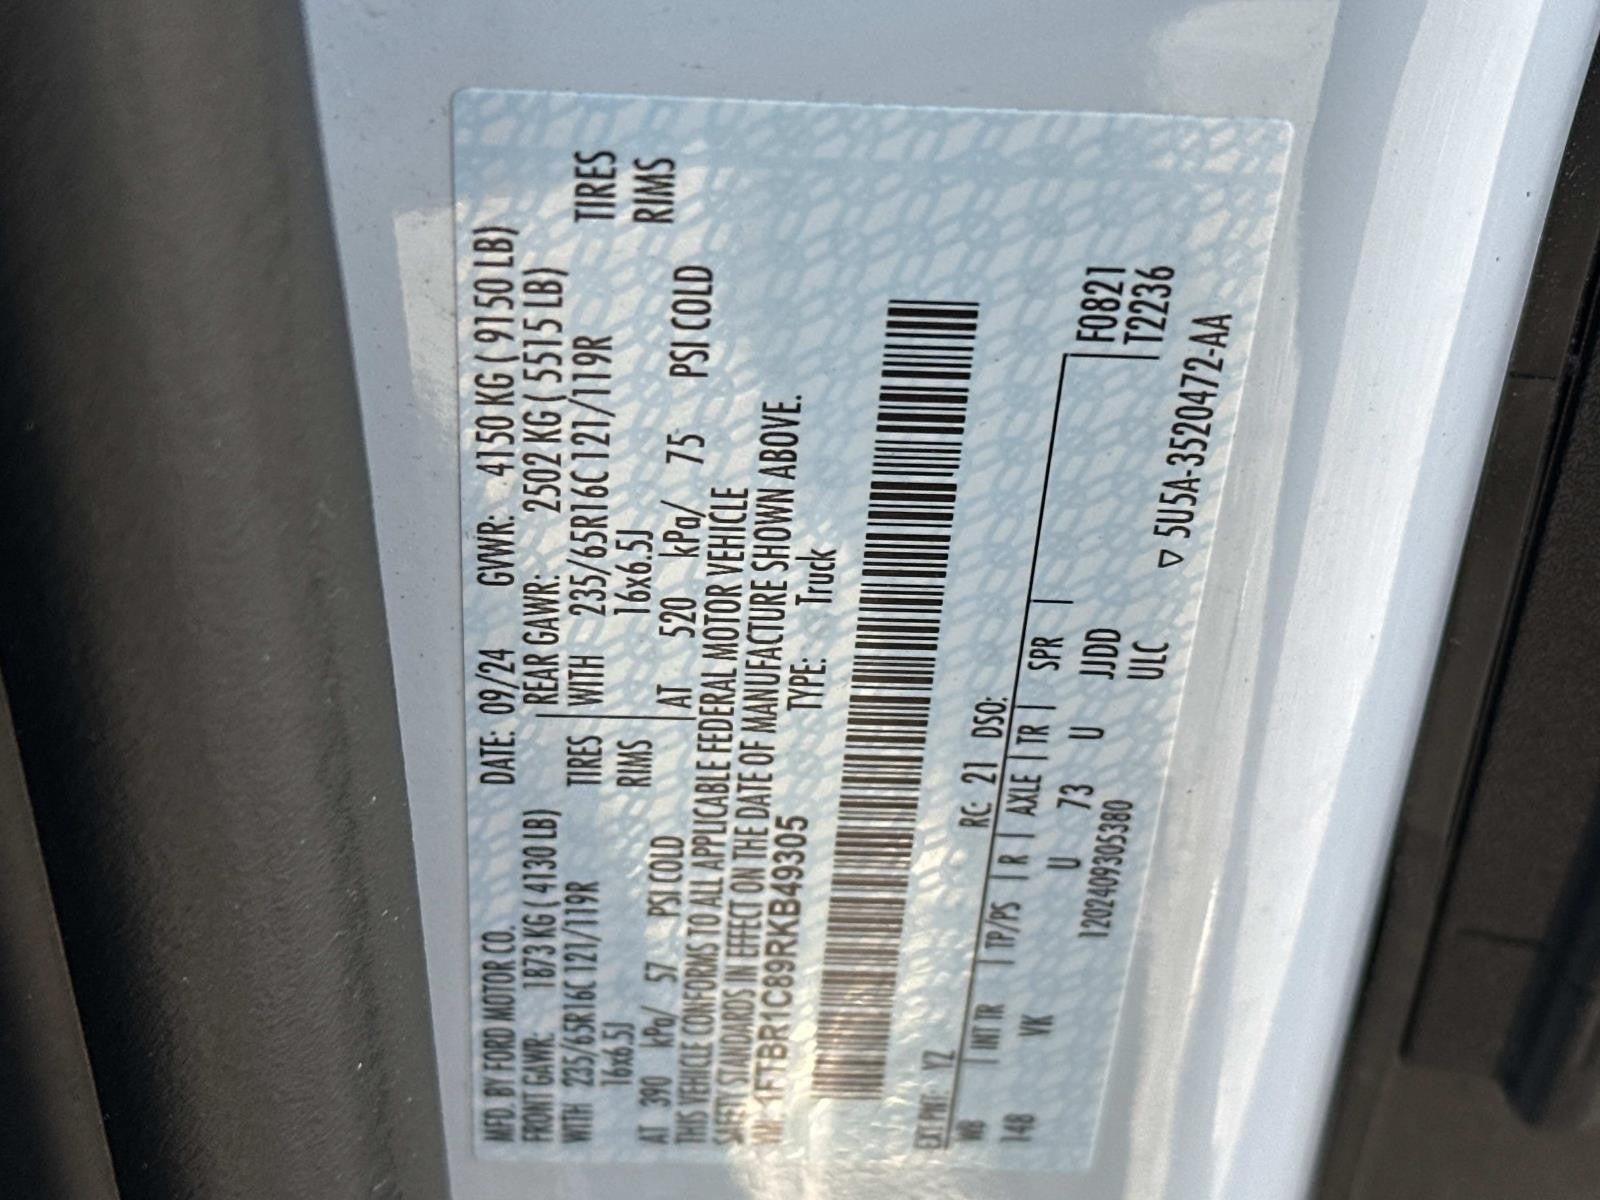 MFD. BY FORD MOTOR CO. DATE: 09/24 GVWR: 4150 KG ( 9150 LB)
FRONT GAWR: 1873 KG ( 4130 LB) REAR GAWR: 2502 KG ( 5515 LB)
WITH 235/65R16C 121/119R TIRES WITH 235/65R16C 121/119R TIRES
16x6.5J RIMS 16x6.5J RIMS
AT 390 kPa/ 57 PSI COLD AT 520 kPa/ 75 PSI COLD
THIS VEHICLE CONFORMS TO ALL APPLICABLE FEDERAL MOTOR VEHICLE
SAFETY STANDARDS IN EFFECT ON THE DATE OF MANUFACTURE SHOWN ABOVE.
VIN: 1FTBR1C89RKB49305 TYPE: Truck
EXT PNT: YZ RC: 21 DSO:
WB INT TR TP/PS R AXLE TR SPR F0821
148 VK U 73 U JJDD T2236
1202409305380 ULC
▽ 5U5A-3520472-AA